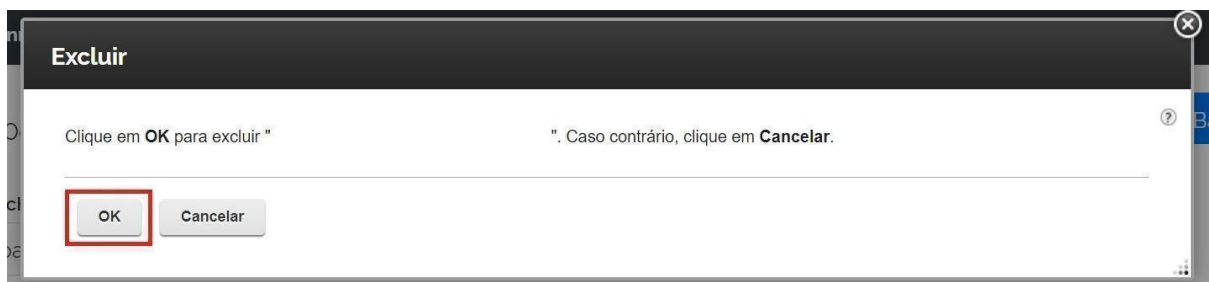 Excluir
Clique em OK para excluir " ". Caso contrário, clique em Cancelar.
OK Cancelar